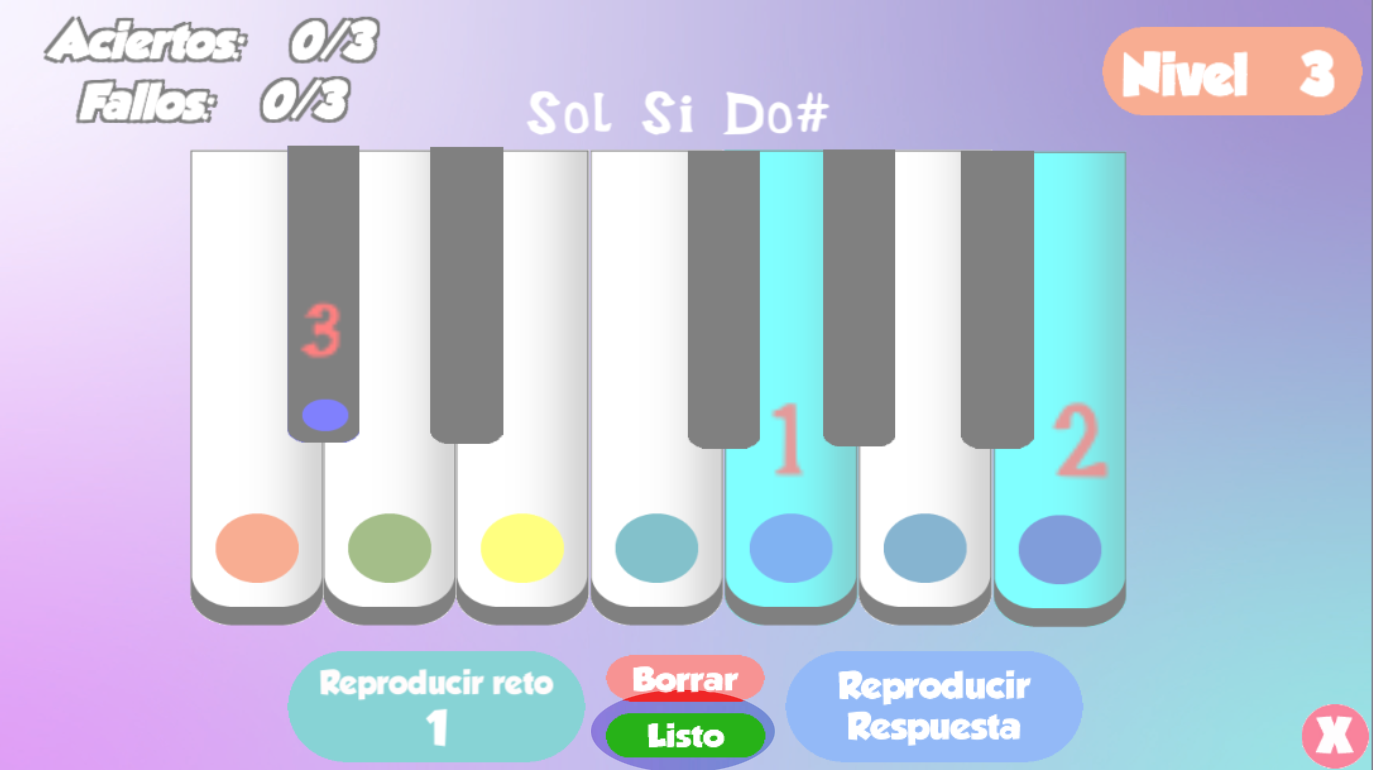 Aciertos: 0/3
Fallos: 0/3
Nivel 3
Sol Si Do#
3
1
2
Reproducir reto
1
Borrar
Listo
Reproducir
Respuesta
X